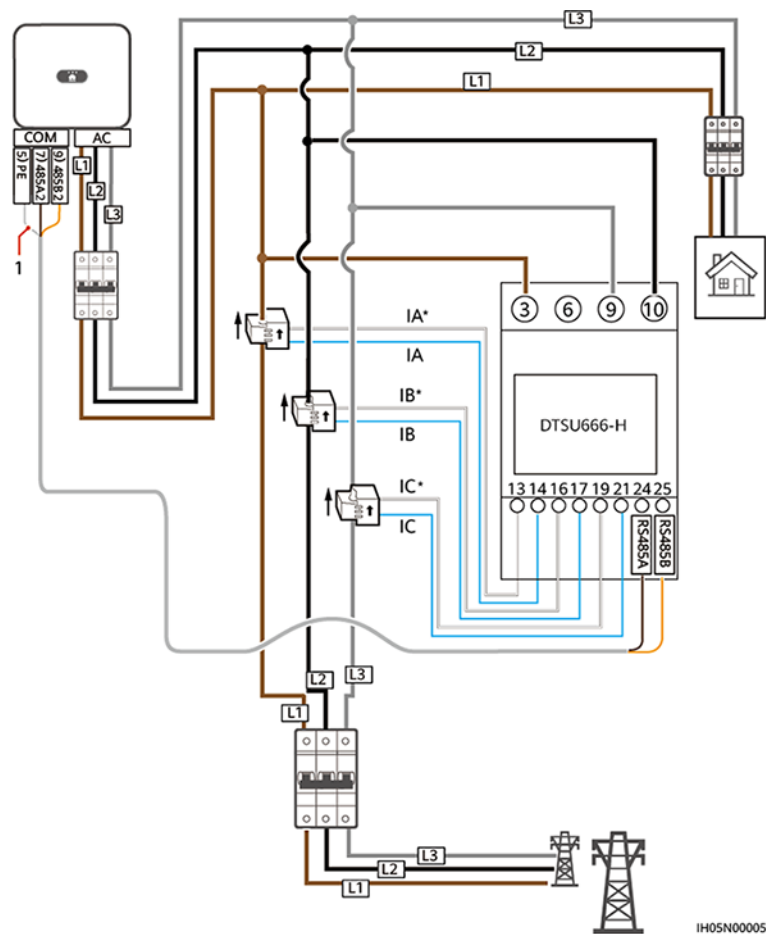 L3
L2
L1
COM
AC
5) PE
7) 485A2
9) 485B2
L1
L2
L3
1
3
6
9
10
IA*
IA
IB*
IB
DTSU666-H
IC*
IC
13 14 16 17 19 21 24 25
RS485A
RS485B
L2
L3
L1
L3
L2
L1
IH05N00005